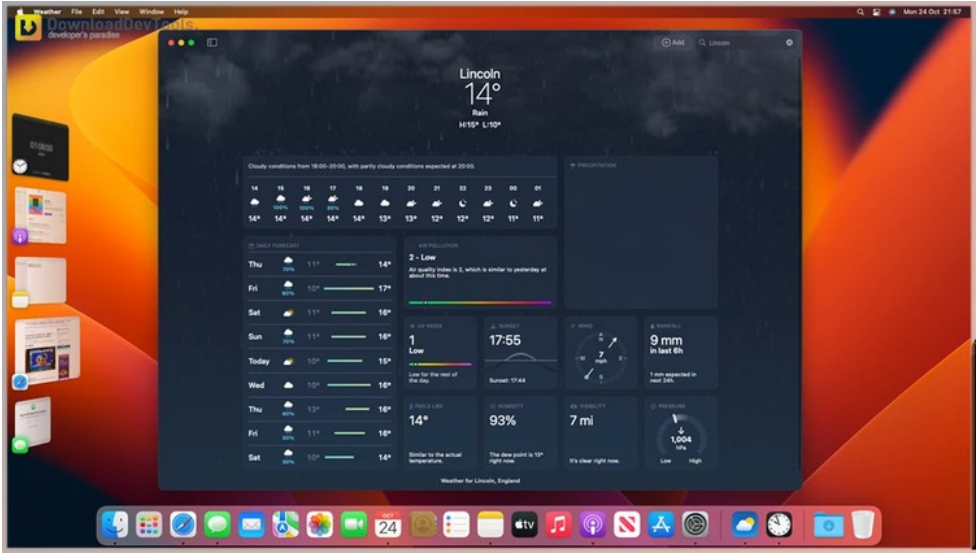 Weather File Edit View Window Help
Mon 24 Oct 21:57
DownloadDevTools.
developer's paradise
Add
Lincoln
Lincoln
14°
Rain
H:15° L:10°
Cloudy conditions from 18:00–20:00, with partly cloudy conditions expected at 20:00.
14 15 16 17 18 19 20 21 22 23 00 01
100% 100% 30%
14° 14° 14° 14° 14° 13° 13° 12° 12° 12° 11° 11°
PRECIPITATION
DAILY FORECAST
Thu 70% 11° 14°
Fri 80% 10° 17°
Sat 11° 16°
Sun 70% 11° 16°
Today 10° 15°
Wed 10° 16°
Thu 40% 13° 16°
Fri 30% 11° 16°
Sat 30% 10° 14°
AIR POLLUTION
2 - Low
Air quality index is 2, which is similar to yesterday at
about this time.
UV INDEX
1
Low
Low for the rest of
the day.
SUNSET
17:55
Sunset: 17:44
WIND
N
W 7 E
mph
S
RAINFALL
9 mm
in last 6h
1 mm expected in
next 24h.
FEELS LIKE
14°
Similar to the actual
temperature.
HUMIDITY
93%
The dew point is 13°
right now.
VISIBILITY
7 mi
It's clear right now.
PRESSURE
1,004
hPa
Low High
Weather for Lincoln, England
OCT
24
tv